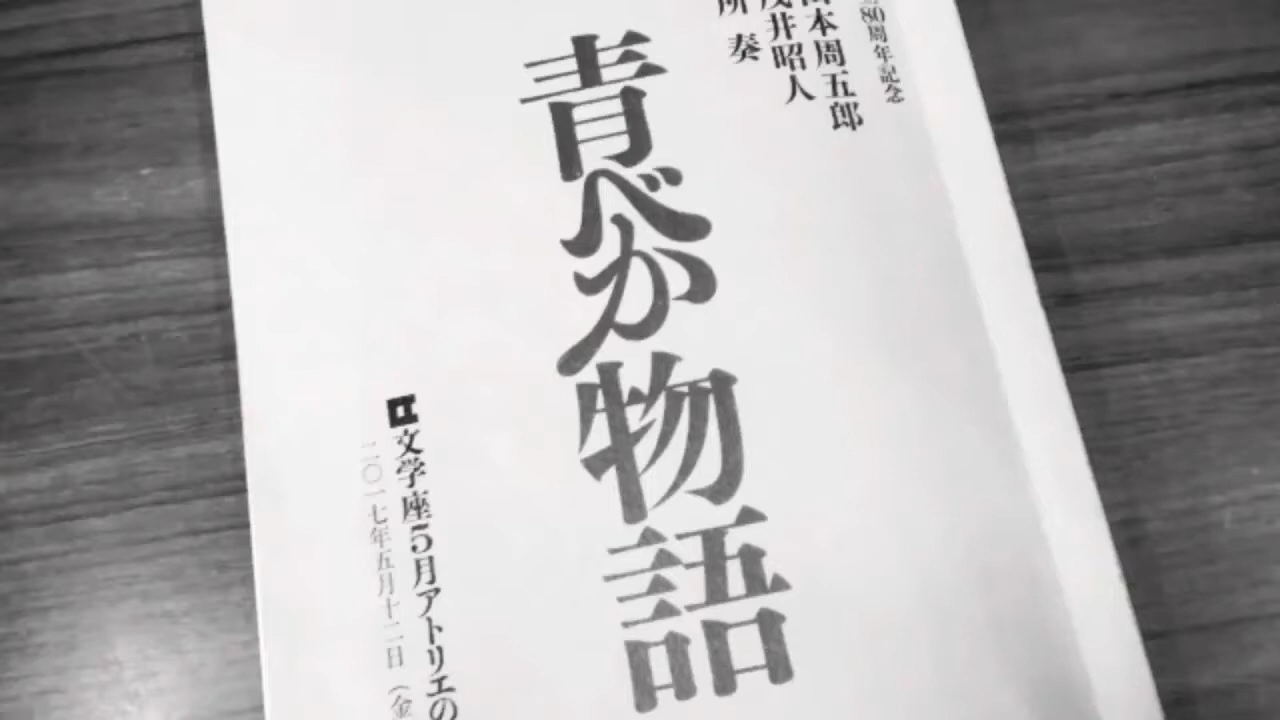 80周年記念
本周五郎
井昭人
所 奏
青べか物語
文学座5月アトリエの
二〇一七年五月十二日(金